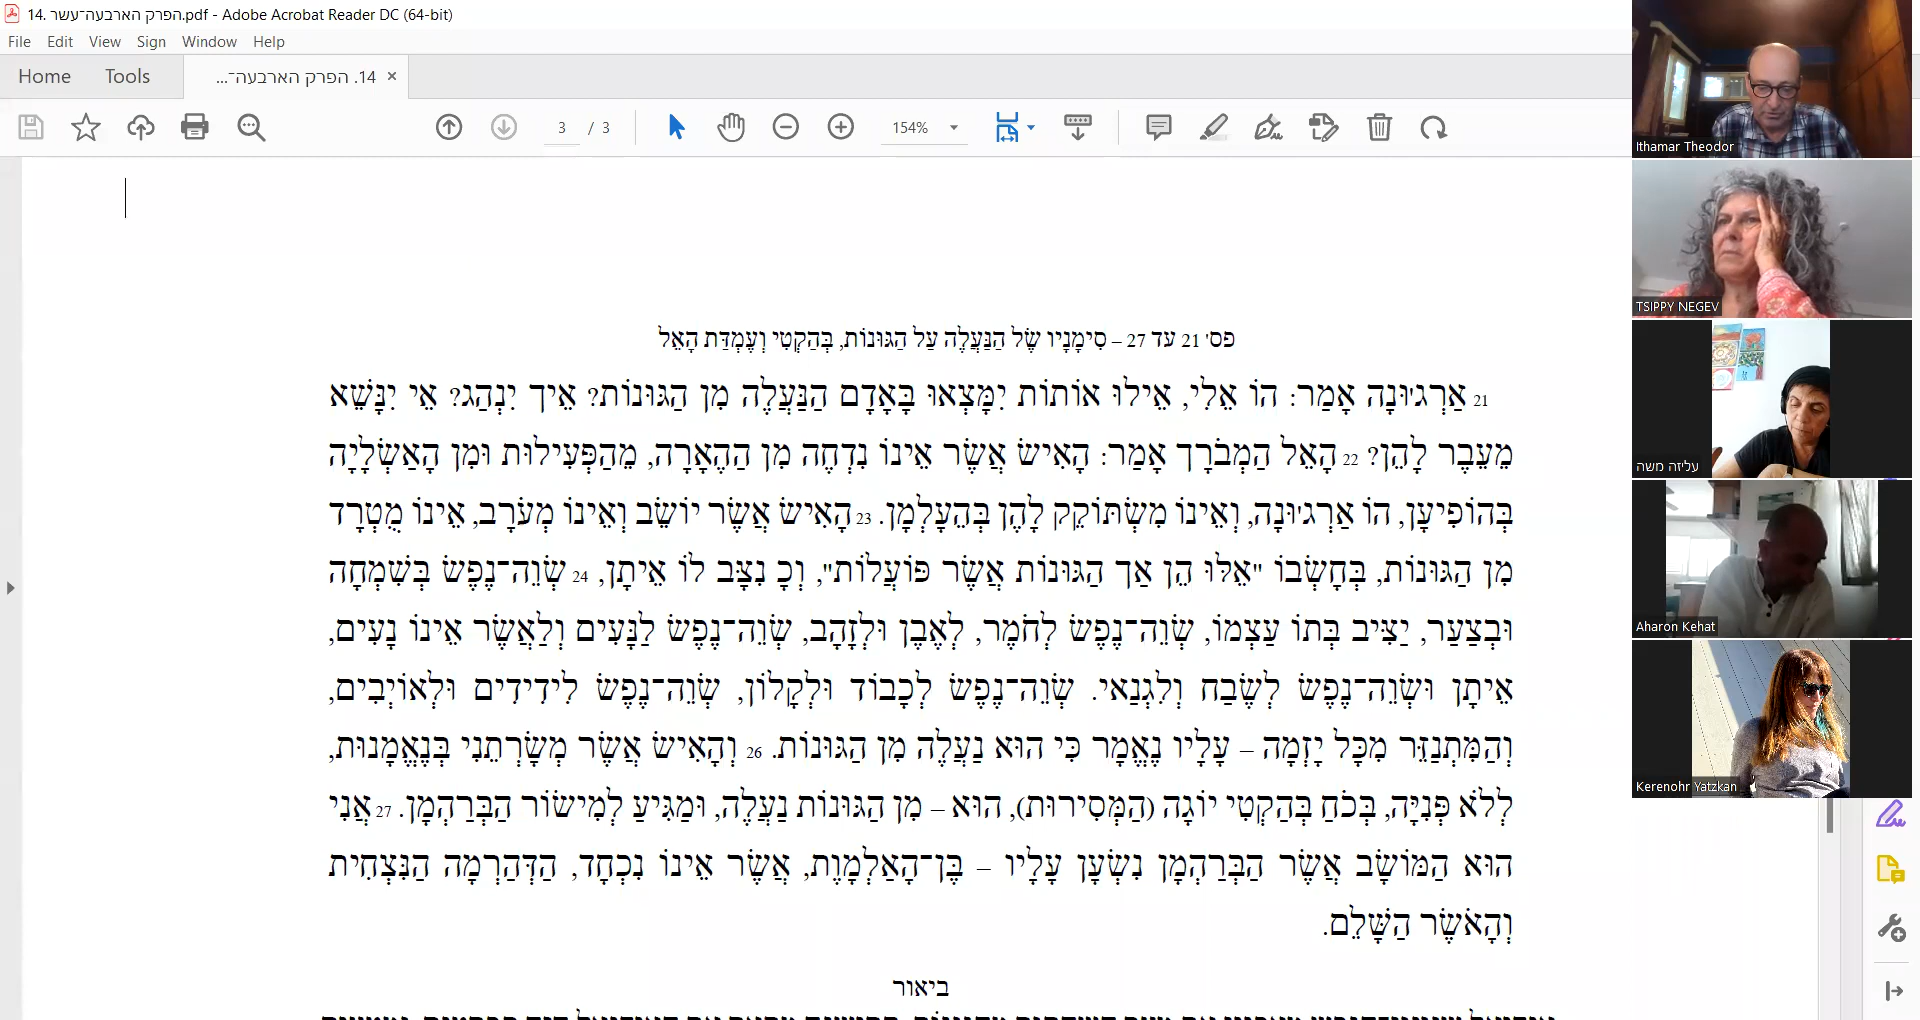 14. הפרק הארבעה־עשר.pdf - Adobe Acrobat Reader DC (64-bit)
File Edit View Sign Window Help
Home Tools 14. הפרק הארבעה־... ×
3 / 3 154%
פס' 21 עד 27 – סִימָנָיו שֶׁל הַנַּעֲלֶה עַל הַגּוּנוֹת, בְּהַקְטִי וְעֶמְדַּת הָאֵל
21 אַרְג'וּנָה אָמַר: הוֹ אֵלִי, אֵילוּ אוֹתוֹת יִמָּצְאוּ בָּאָדָם הַנַּעֲלֶה מִן הַגּוּנוֹת? אֵיך יִנְהַג? אֵי יִנָּשֵׂא
מֵעֵבֶר לָהֵן? 22 הָאֵל הַמְבֹרָך אָמַר: הָאִישׁ אֲשֶׁר אֵינוֹ נִדְחֶה מִן הַהֶאָרָה, מֵהַפְּעִילוּת וּמִן הָאַשְׁלָיָה
בְּהוֹפִיעָן, הוֹ אַרְג'וּנָה, וְאֵינוֹ מִשְׁתּוֹקֵק לָהֶן בְּהֵעָלְמָן. 23 הָאִישׁ אֲשֶׁר יוֹשֵׁב וְאֵינוֹ מְעֹרָב, אֵינוֹ מֻטְרָד
מִן הַגּוּנוֹת, בְּחָשְׁבוֹ "אֵלּוּ הֵן אַך הַגּוּנוֹת אֲשֶׁר פּוֹעֲלוֹת", וְכָ נִצָּב לוֹ אֵיתָן, 24 שְׁוֵה־נֶפֶשׁ בְּשִׂמְחָה
וּבְצַעַר, יַצִּיב בְּתוֹ עַצְמוֹ, שְׁוֵה־נֶפֶשׁ לְחֹמֶר, לְאֶבֶן וּלְזָהָב, שְׁוֵה־נֶפֶשׁ לַנָּעִים וְלַאֲשֶׁר אֵינוֹ נָעִים,
אֵיתָן וּשְׁוֵה־נֶפֶשׁ לְשֶׁבַח וְלִגְנַאי. שְׁוֵה־נֶפֶשׁ לְכָבוֹד וּלְקָלוֹן, שְׁוֵה־נֶפֶשׁ לִידִידִים וּלְאוֹיְבִים,
וְהַמִּתְנַזֵּר מִכָּל יָזְמָה – עָלָיו נֶאֱמָר כִּי הוּא נַעֲלֶה מִן הַגּוּנוֹת. 26 וְהָאִישׁ אֲשֶׁר מְשָׁרְתֵנִי בְּנֶאֱמָנוּת,
לְלֹא פְּנִיָּה, בְּכֹחַ בְּהַקְטִי יוֹגָה (הַמְּסִירוּת), הוּא – מִן הַגּוּנוֹת נַעֲלֶה, וּמַגִּיעַ לְמִישׁוֹר הַבְּרַהְמָן. 27 אֲנִי
הוּא הַמּוֹשָׁב אֲשֶׁר הַבְּרַהְמָן נִשְׁעָן עָלָיו – בֶּן־הָאַלְמָוֶת, אֲשֶׁר אֵינוֹ נִכְחָד, הַדְּהַרְמָה הַנִּצְחִית
וְהָאֹשֶׁר הַשָּׁלֵם.
ביאור
Ithamar Theodor
TSIPPY NEGEV
עליזה משה
Aharon Kehat
Kerenohr Yatzkan